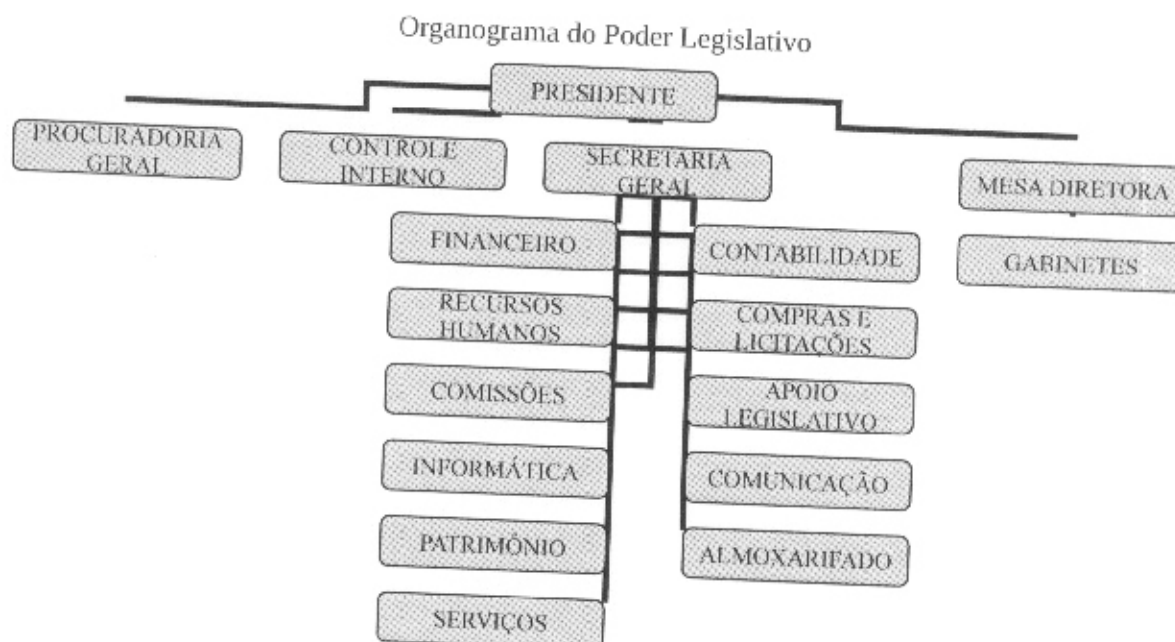 Organograma do Poder Legislativo
PRESIDENTE
PROCURADORIA
GERAL
CONTROLE
INTERNO
SECRETARIA
GERAL
MESA DIRETORA
FINANCEIRO
CONTABILIDADE
GABINETES
RECURSOS
HUMANOS
COMPRAS E
LICITAÇÕES
COMISSÕES
APOIO
LEGISLATIVO
INFORMÁTICA
COMUNICAÇÃO
PATRIMÔNIO
ALMOXARIFADO
SERVIÇOS